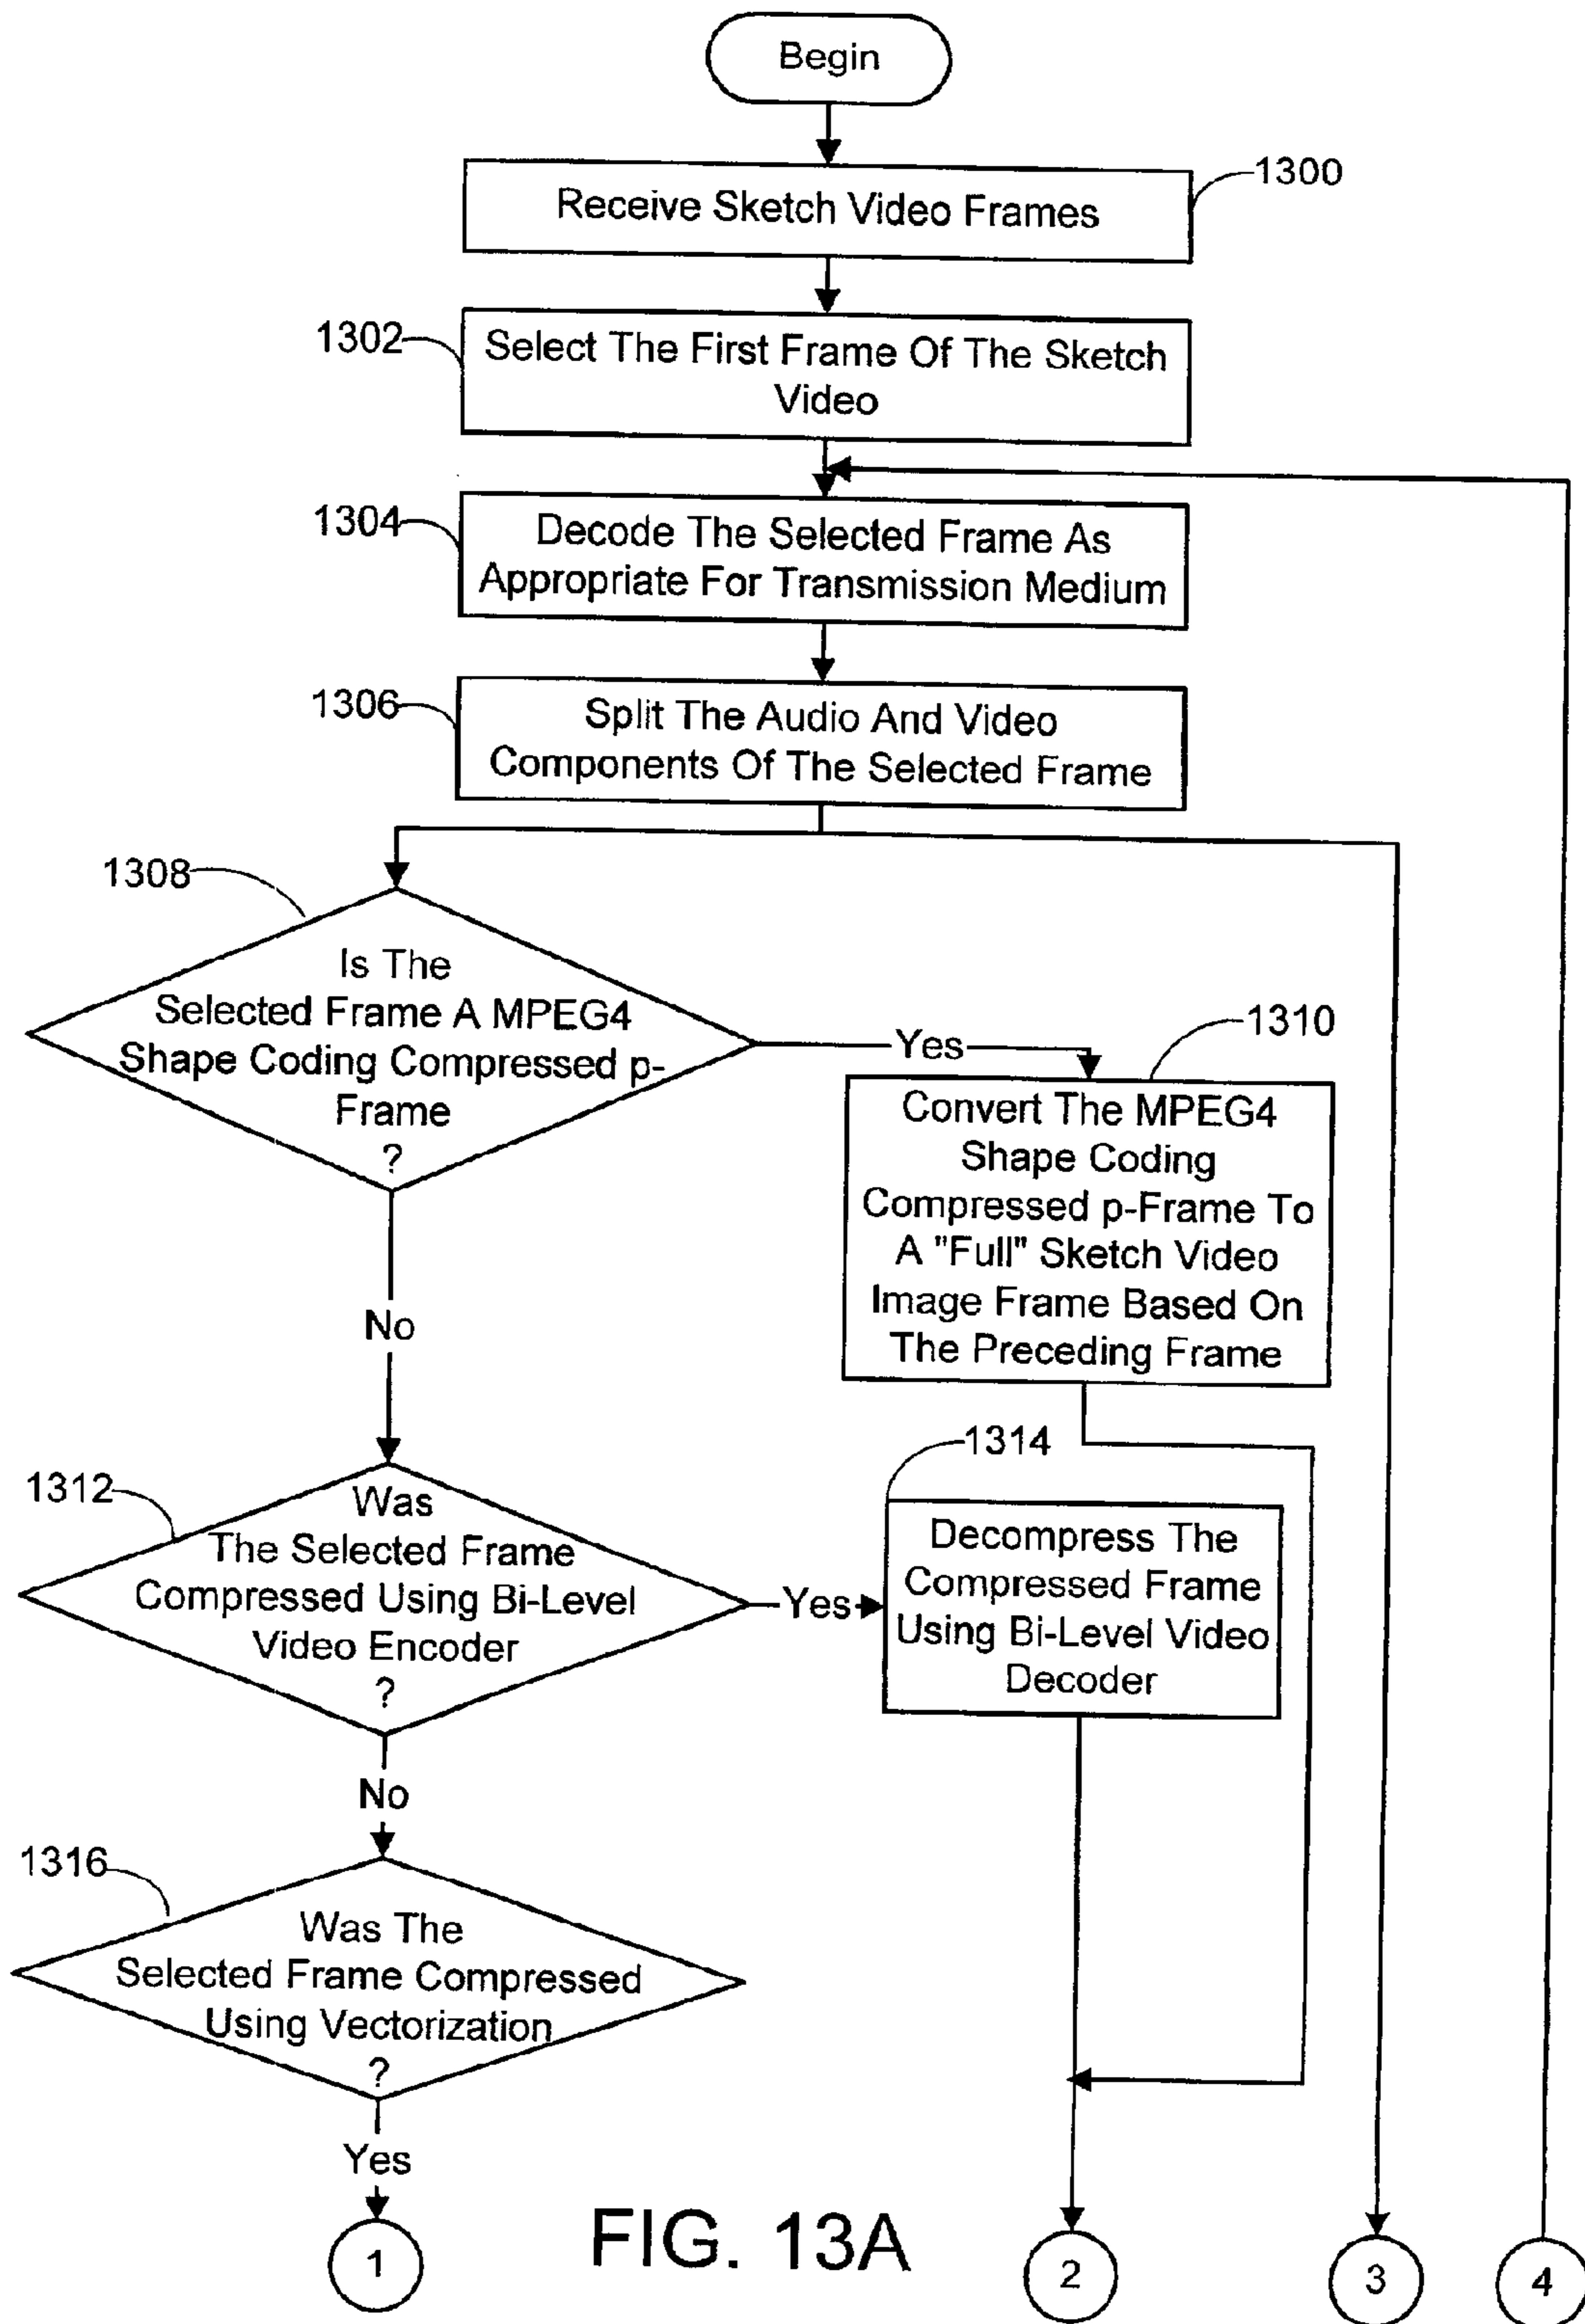 Begin
Receive Sketch Video Frames
1300
1302
Select The First Frame Of The Sketch
Video
1304
Decode The Selected Frame As
Appropriate For Transmission Medium
1306
Split The Audio And Video
Components Of The Selected Frame
1308
Is The
Selected Frame A MPEG4
Shape Coding Compressed p-
Frame
?
Yes
1310
Convert The MPEG4
Shape Coding
Compressed p-Frame To
A "Full" Sketch Video
Image Frame Based On
The Preceding Frame
No
1312
Was
The Selected Frame
Compressed Using Bi-Level
Video Encoder
?
Yes
1314
Decompress The
Compressed Frame
Using Bi-Level Video
Decoder
No
1316
Was The
Selected Frame Compressed
Using Vectorization
?
Yes
1
FIG. 13A
2
3
4